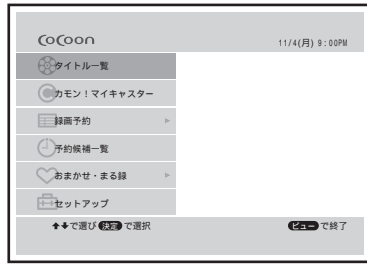 CoCoon
11/4(月) 9:00PM
タイトル一覧
カモン！マイキャスター
録画予約
予約候補一覧
おまかせ・まる録
セットアップ
で選び 決定 で選択
ビュー で終了